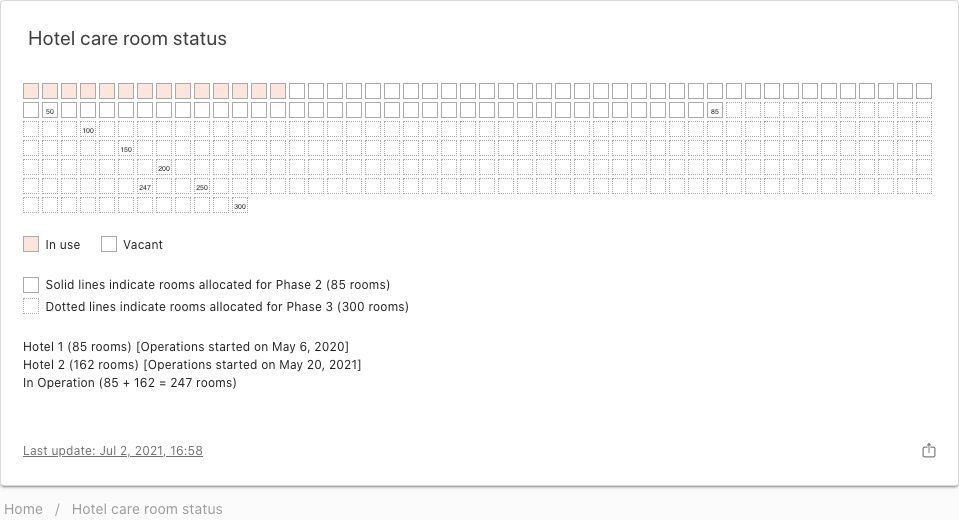 Hotel care room status
50
85
100
150
200
247
250
300
In use
Vacant
Solid lines indicate rooms allocated for Phase 2 (85 rooms)
Dotted lines indicate rooms allocated for Phase 3 (300 rooms)
Hotel 1 (85 rooms) [Operations started on May 6, 2020]
Hotel 2 (162 rooms) [Operations started on May 20, 2021]
In Operation (85 + 162 = 247 rooms)
Last update: Jul 2, 2021, 16:58
Home / Hotel care room status